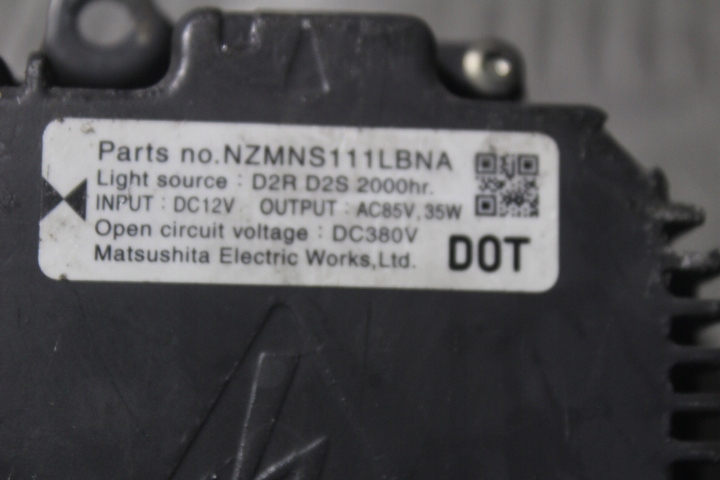 Parts no.NZMNS111LBNA
Light source : D2R D2S 2000hr.
INPUT : DC12V OUTPUT : AC85V, 35W
Open circuit voltage : DC380V
Matsushita Electric Works,Ltd.
DOT